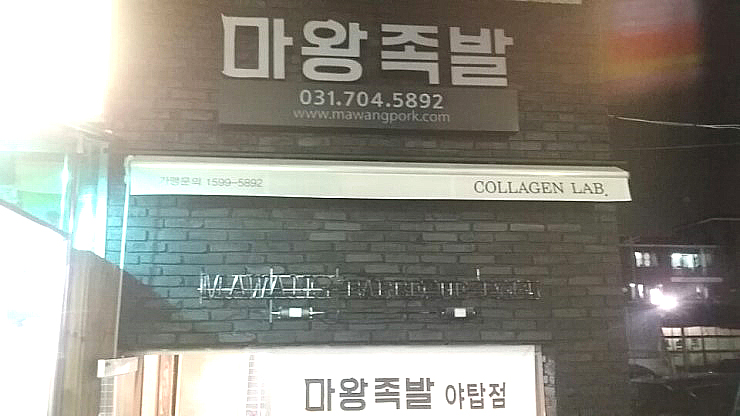 마왕족발
031.704.5892
www.mawangpork.com
가맹문의 1599-5892
COLLAGEN LAB.
MAWANG
마왕족발 야탑점